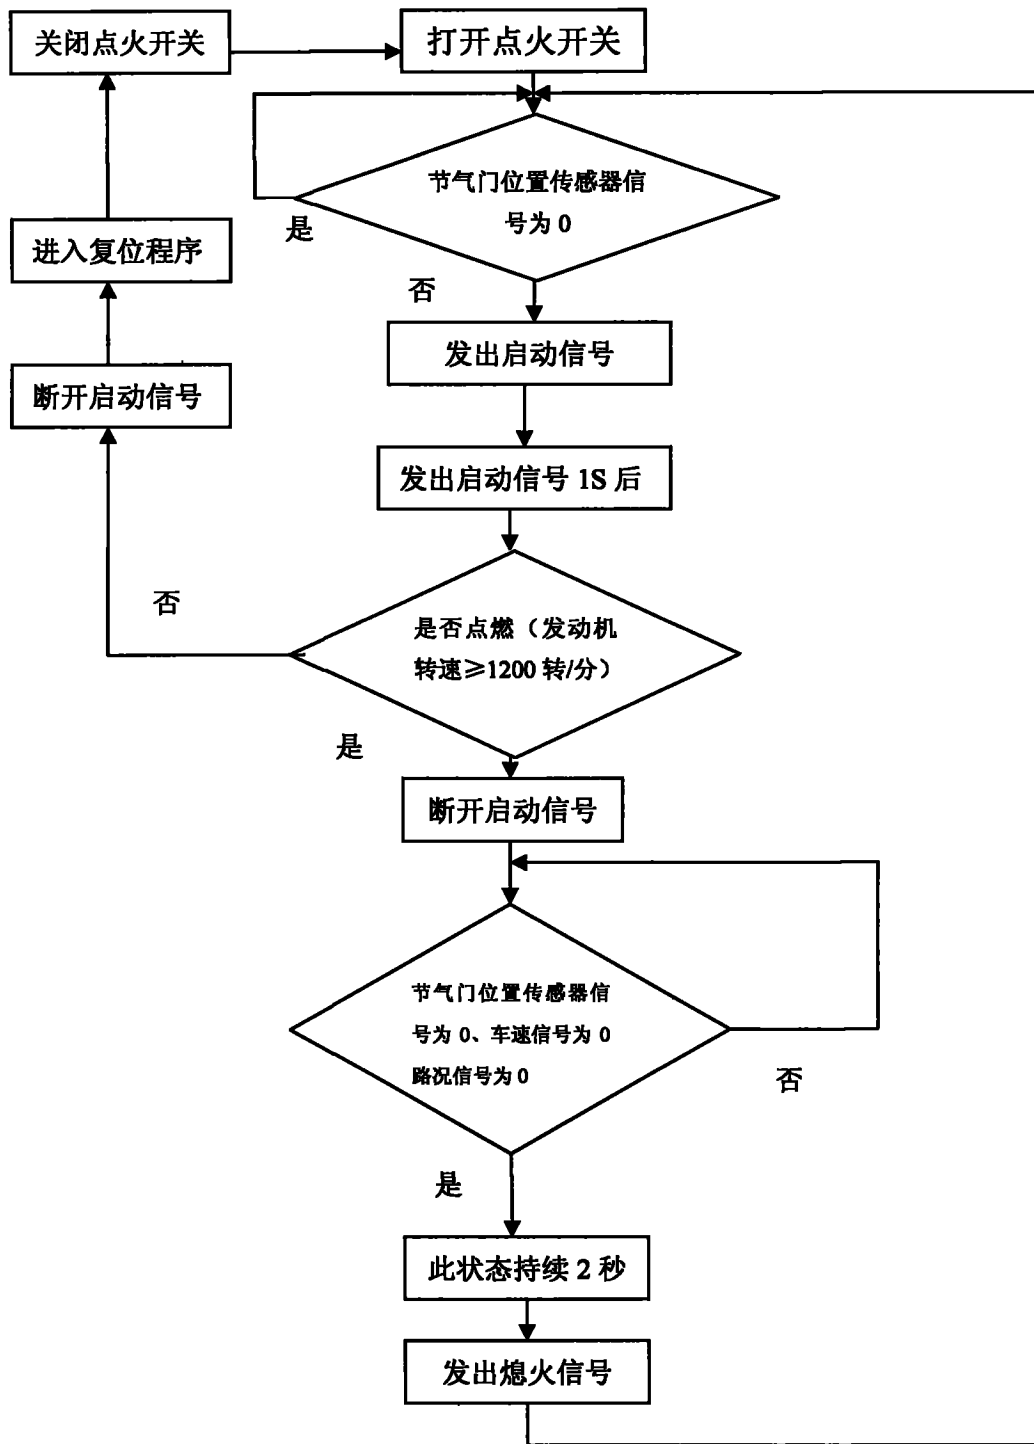 关闭点火开关
打开点火开关
节气门位置传感器信
号为 0
是
否
进入复位程序
发出启动信号
断开启动信号
发出启动信号 1S 后
否
是否点燃（发动机
转速≥1200 转/分）
是
断开启动信号
节气门位置传感器信
号为 0、车速信号为 0
路况信号为 0
否
是
此状态持续 2 秒
发出熄火信号